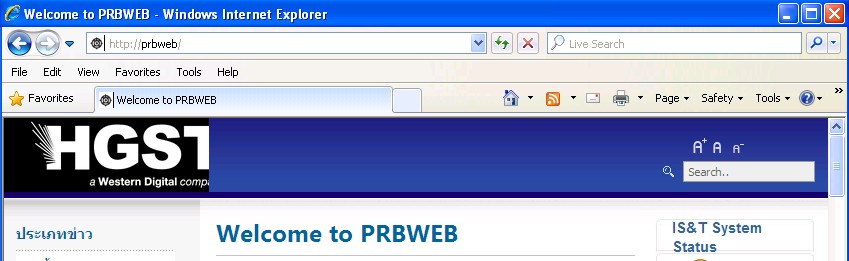 Welcome to PRBWEB - Windows Internet Explorer
http://prbweb/
Live Search
File Edit View Favorites Tools Help
Favorites Welcome to PRBWEB Page Safety Tools
HGST
a Western Digital comp
A+ A A-
Search..
ประเภทข่าว
Welcome to PRBWEB
IS&T System
Status